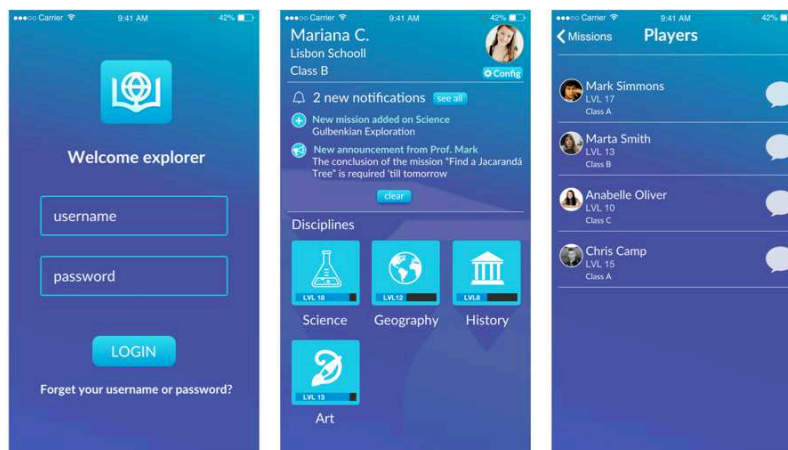 Carrier 9:41 AM 42%
Welcome explorer
username
password
LOGIN
Forget your username or password?
Carrier 9:41 AM 42%
Mariana C.
Lisbon Schooll
Class B
Config
2 new notifications see all
New mission added on Science
Gulbenkian Exploration
New announcement from Prof. Mark
The conclusion of the mission "Find a Jacarandá
Tree" is required 'till tomorrow
clear
Disciplines
LVL 18 LVL12 LVL8
Science Geography History
LVL 13
Art
Carrier 9:41 AM 42%
Missions Players
Mark Simmons
LVL 17
Class A
Marta Smith
LVL 13
Class B
Anabelle Oliver
LVL 10
Class C
Chris Camp
LVL 15
Class A